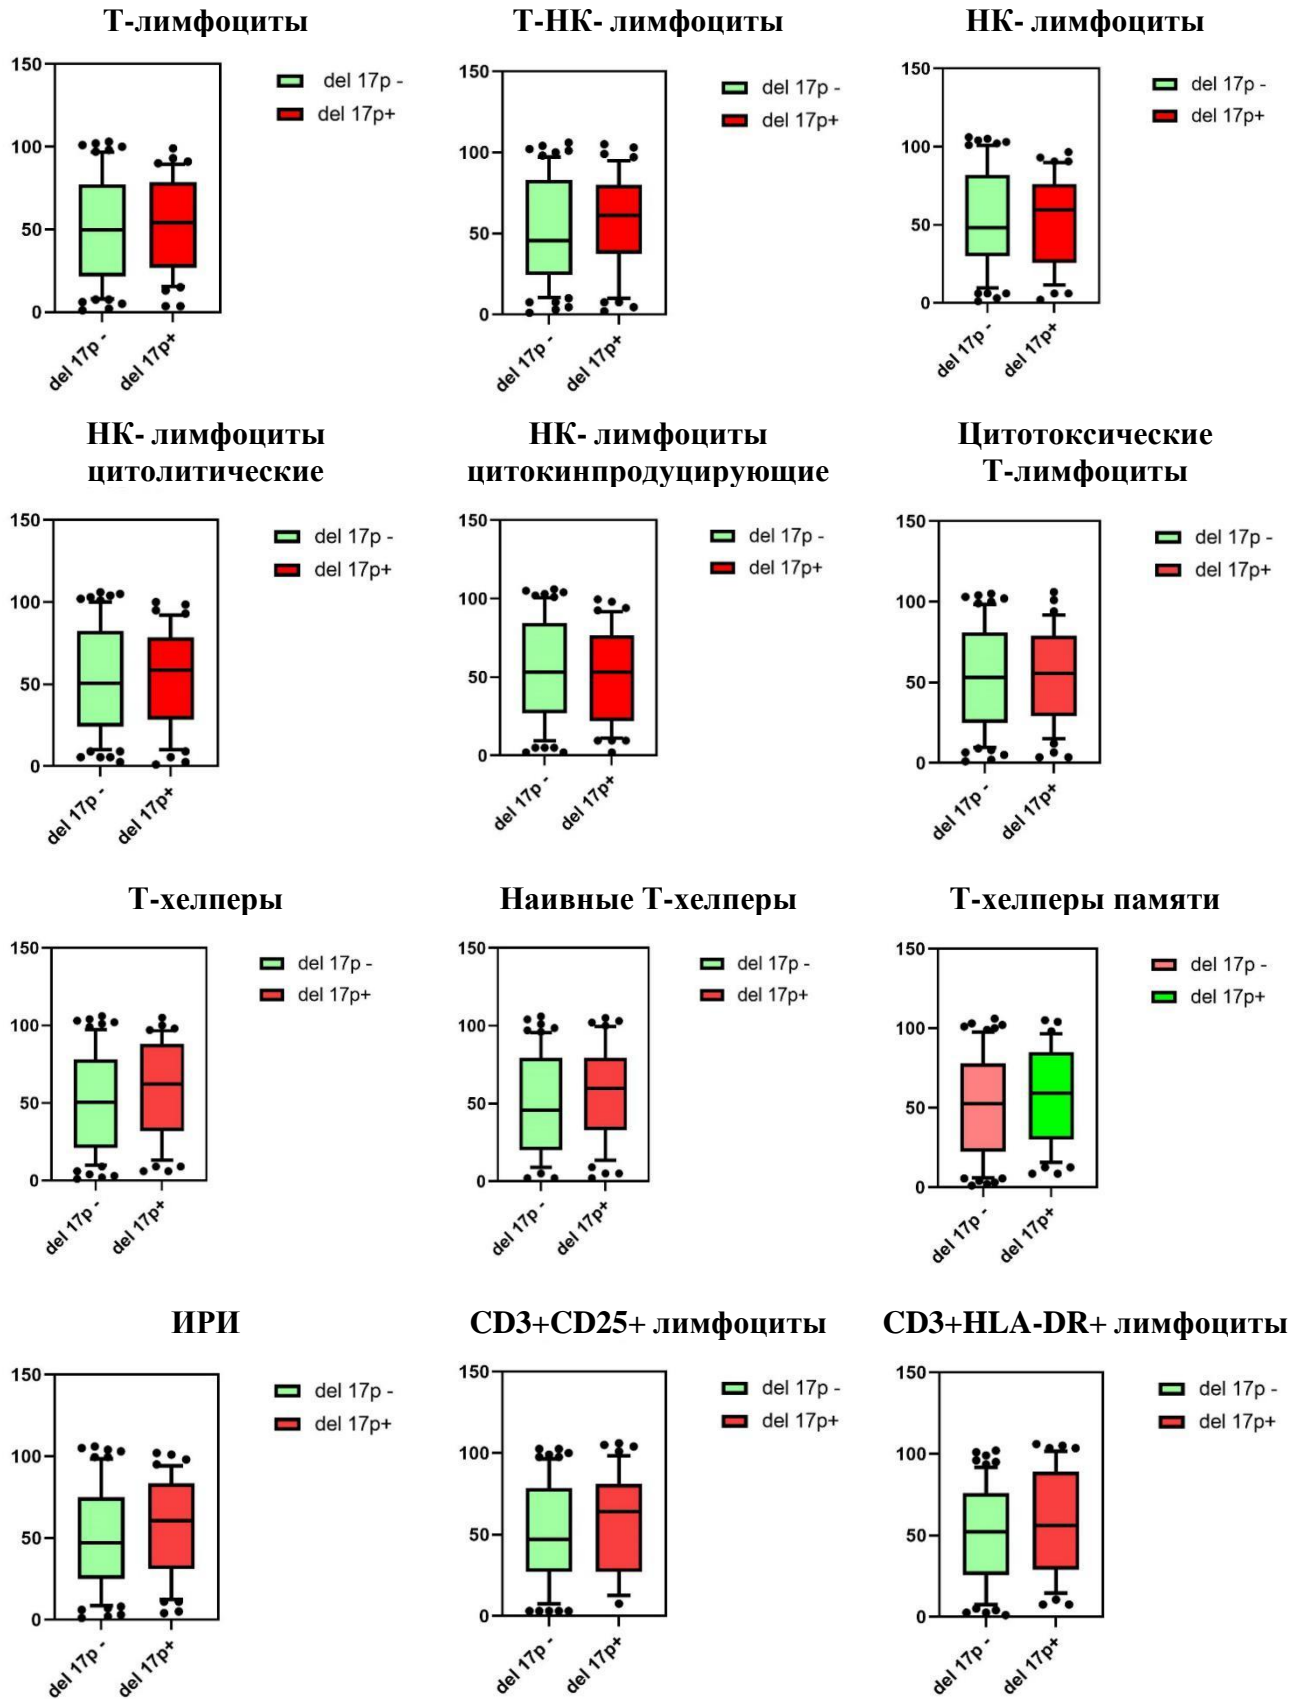 Т-лимфоциты
150
100
50
0
del 17p -
del 17p+
del 17p -
del 17p+
Т-НК- лимфоциты
150
100
50
0
del 17p -
del 17p+
del 17p -
del 17p+
НК- лимфоциты
150
100
50
0
del 17p -
del 17p+
del 17p -
del 17p+
НК- лимфоциты
цитолитические
150
100
50
0
del 17p -
del 17p+
del 17p -
del 17p+
НК- лимфоциты
цитокинпродуцирующие
150
100
50
0
del 17p -
del 17p+
del 17p -
del 17p+
Цитотоксические
Т-лимфоциты
150
100
50
0
del 17p -
del 17p+
del 17p -
del 17p+
Т-хелперы
150
100
50
0
del 17p -
del 17p+
del 17p -
del 17p+
Наивные Т-хелперы
150
100
50
0
del 17p -
del 17p+
del 17p -
del 17p+
Т-хелперы памяти
150
100
50
0
del 17p -
del 17p+
del 17p -
del 17p+
ИРИ
150
100
50
0
del 17p -
del 17p+
del 17p -
del 17p+
CD3+CD25+ лимфоциты
150
100
50
0
del 17p -
del 17p+
del 17p -
del 17p+
CD3+HLA-DR+ лимфоциты
150
100
50
0
del 17p -
del 17p+
del 17p -
del 17p+